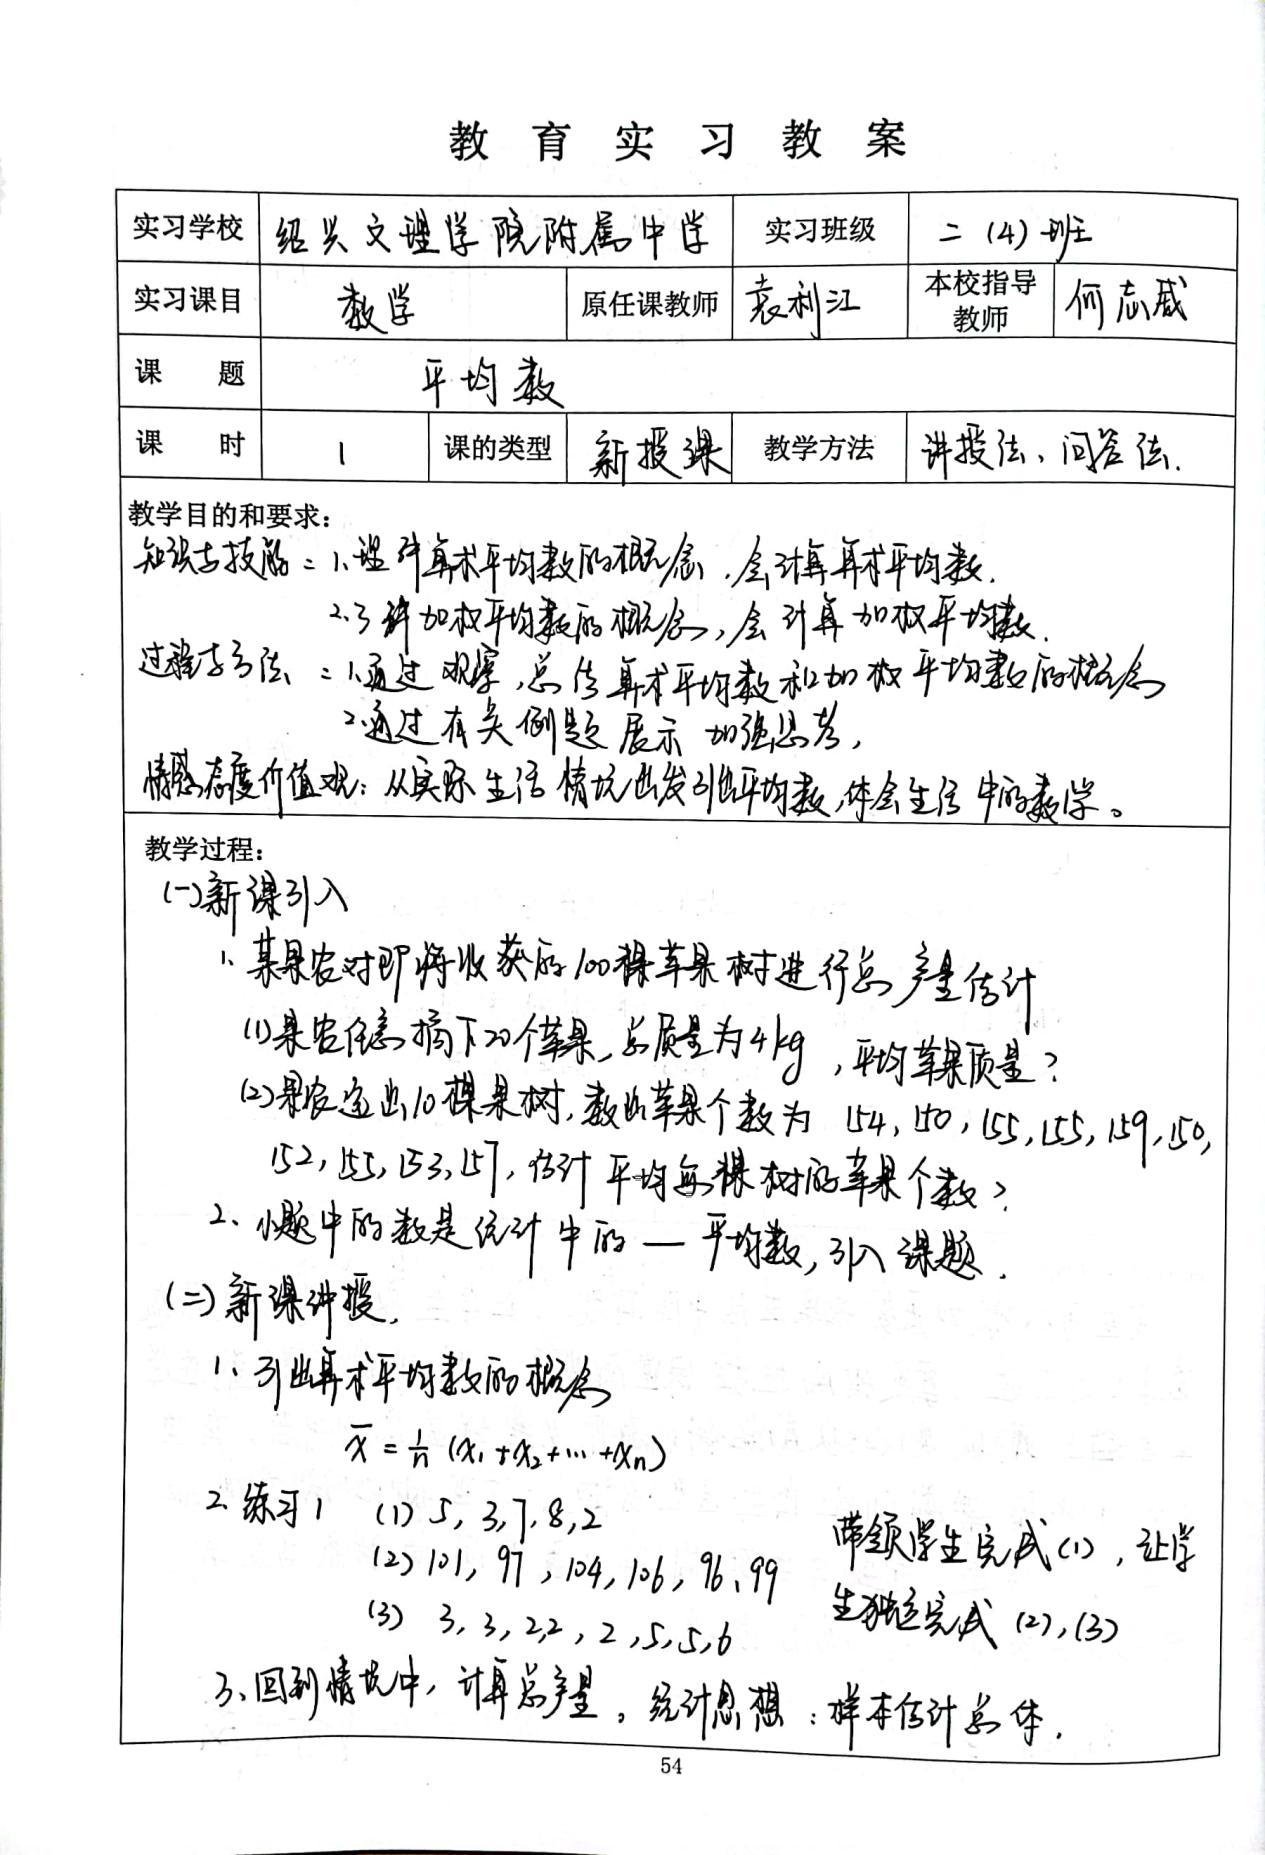 教育实习教案
实习学校 绍兴文理学院附属中学 实习班级 二（4）班
实习课目 数学 原任课教师 袁利江 本校指导教师 何志威
课 题 平均数
课 时 1 课的类型 新授课 教学方法 讲授法、问答法.
教学目的和要求：
知识与技能：1.理解算术平均数的概念，会计算算术平均数.
2.了解加权平均数的概念，会计算加权平均数.
过程与方法：1.通过观察，总结算术平均数和加权平均数的概念
2.通过有关例题展示加强思考，
情感态度价值观：从实际生活情境出发引出平均数，体会生活中的数学。
教学过程：
(一)新课引入
1、某果农对即将收获的100棵苹果树进行总产量估计
(1)果农任意摘下20个苹果，总质量为4kg，平均苹果质量？
(2)果农选出10棵果树，数出苹果个数为 154，150，155，155，159，150，
152，155，153，157，估计平均每棵树的苹果个数？
2、小题中的数是统计中的—平均数，引入课题.
(二)新课讲授.
1、引出算术平均数的概念
x̄ = 1/n (x₁+x₂+⋯+xₙ)
2、练习1 (1) 5，3，7，8，2
(2) 101，97，104，106，96、99
(3) 3，3，2，2，2，5，5，6
带领学生完成(1)，让学
生独立完成(2)，(3)
3、回到情境中，计算总产量。统计思想：样本估计总体.
54